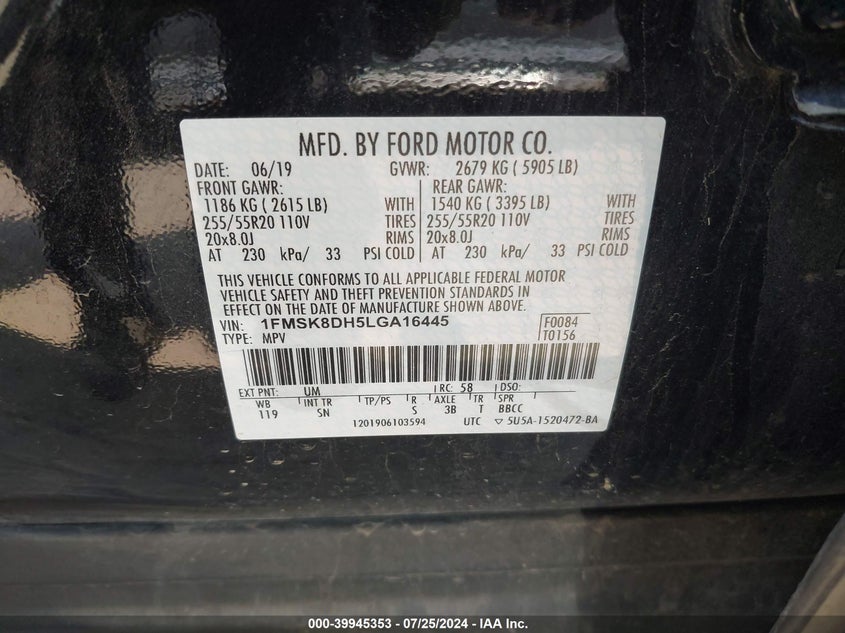 MFD. BY FORD MOTOR CO.
DATE: 06/19 GVWR: 2679 KG ( 5905 LB)
FRONT GAWR: REAR GAWR:
1186 KG ( 2615 LB) WITH 1540 KG ( 3395 LB) WITH
255/55R20 110V TIRES 255/55R20 110V TIRES
20x8.0J RIMS 20x8.0J RIMS
AT 230 kPa/ 33 PSI COLD AT 230 kPa/ 33 PSI COLD
THIS VEHICLE CONFORMS TO ALL APPLICABLE FEDERAL MOTOR
VEHICLE SAFETY AND THEFT PREVENTION STANDARDS IN
EFFECT ON THE DATE OF MANUFACTURE SHOWN ABOVE.
VIN: 1FMSK8DH5LGA16445 F0084
TYPE: MPV T0156
EXT PNT: UM RC: 58 DSO:
WB INT TR TP/PS R AXLE TR SPR
119 SN S 3B T BBCC
1201906103594 UTC ▽ 5U5A-1520472-BA
000-39945353 / 07/25/2024 - IAA Inc.